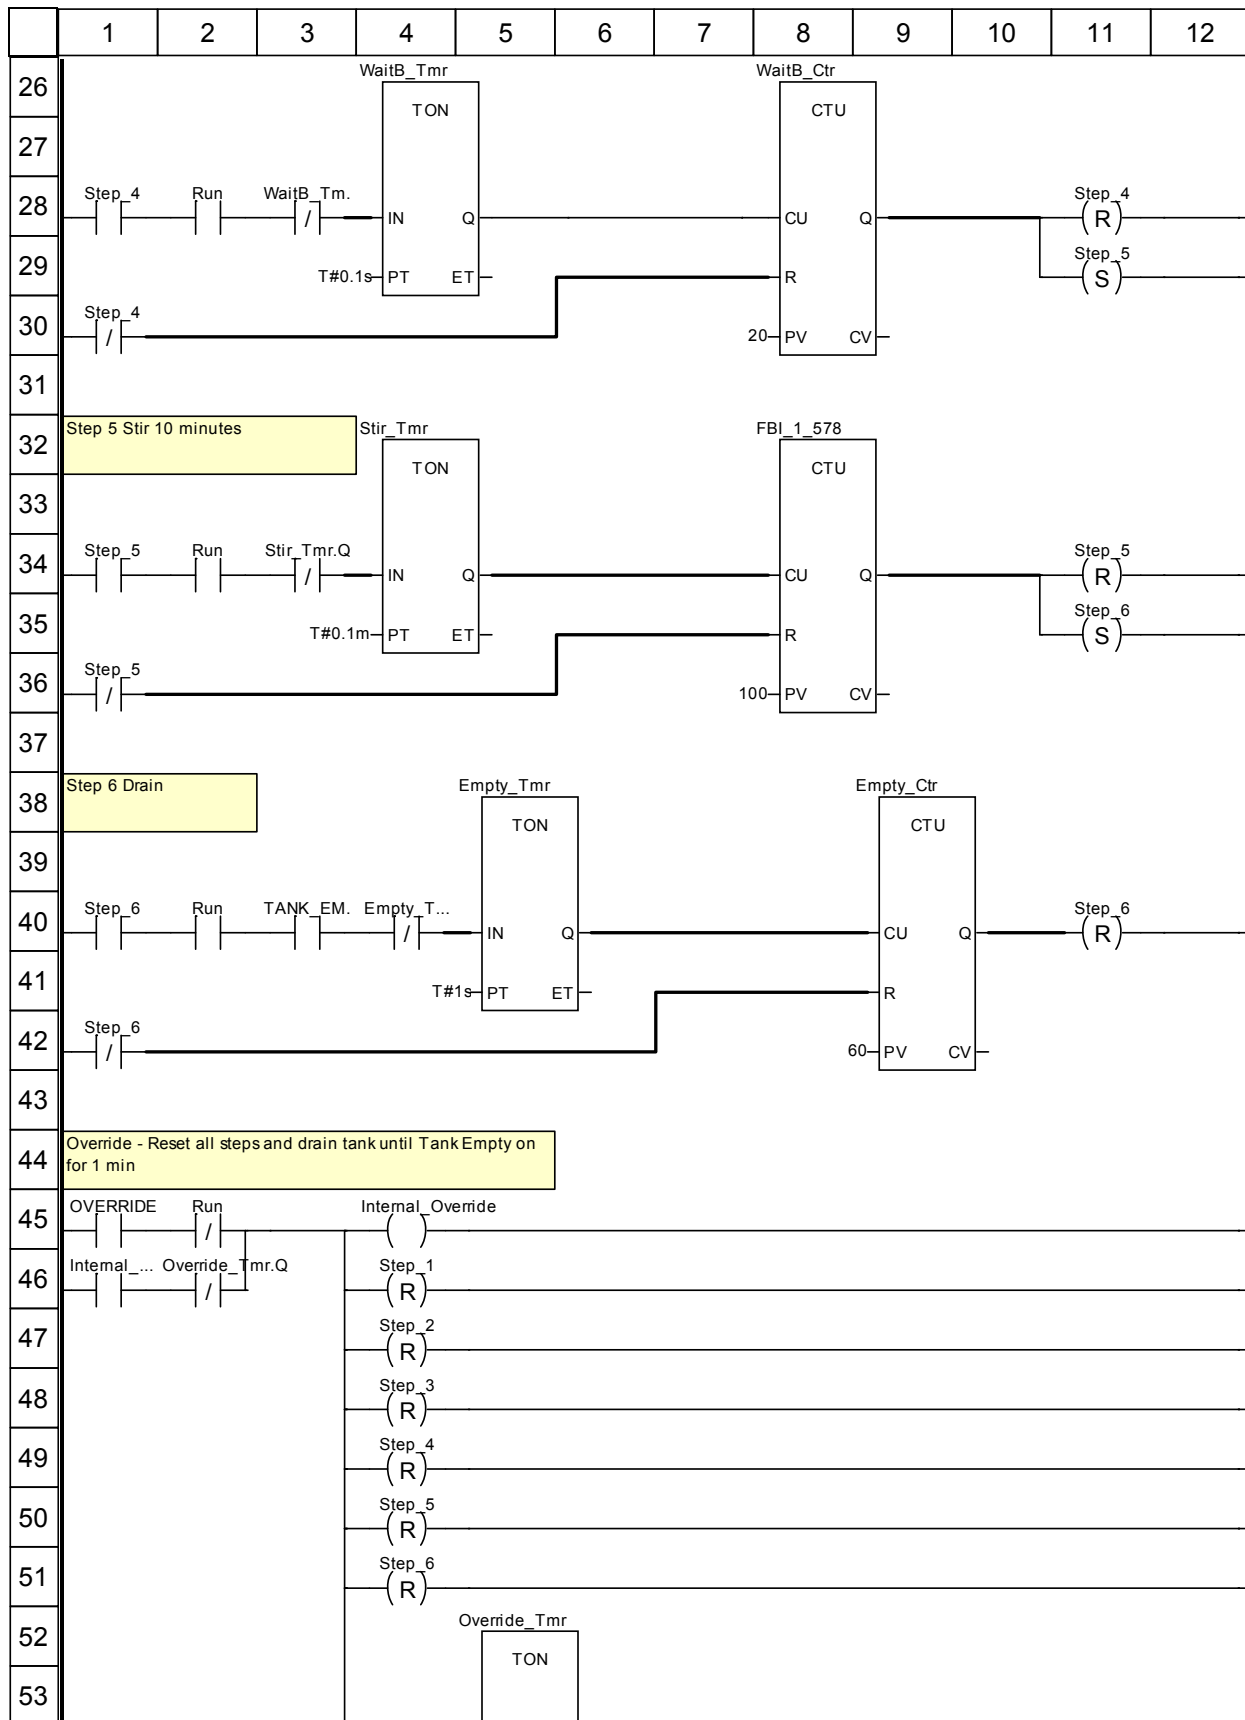 1 2 3 4 5 6 7 8 9 10 11 12
26 WaitB_Tmr WaitB_Ctr
TON CTU
27
Step_4 Run WaitB_Tm. Step_4
28 / IN Q CU Q R
Step_5
29 T#0.1s PT ET R S
Step_4
30 / 20 PV CV
31
32 Step 5 Stir 10 minutes Stir_Tmr FBI_1_578
TON CTU
33
Step_5 Run Stir_Tmr.Q Step_5
34 / IN Q CU Q R
Step_6
35 T#0.1m PT ET R S
Step_5
36 / 100 PV CV
37
38 Step 6 Drain Empty_Tmr Empty_Ctr
TON CTU
39
Step_6 Run TANK_EM. Empty_T... Step_6
40 / IN Q CU Q R
41 T#1s PT ET R
Step_6
42 / 60 PV CV
43
44 Override - Reset all steps and drain tank until Tank Empty on
for 1 min
OVERRIDE Run Internal_Override
45 /
Internal_... Override_Tmr.Q Step_1
46 / R
Step_2
47 R
Step_3
48 R
Step_4
49 R
Step_5
50 R
Step_6
51 R
52 Override_Tmr
TON
53